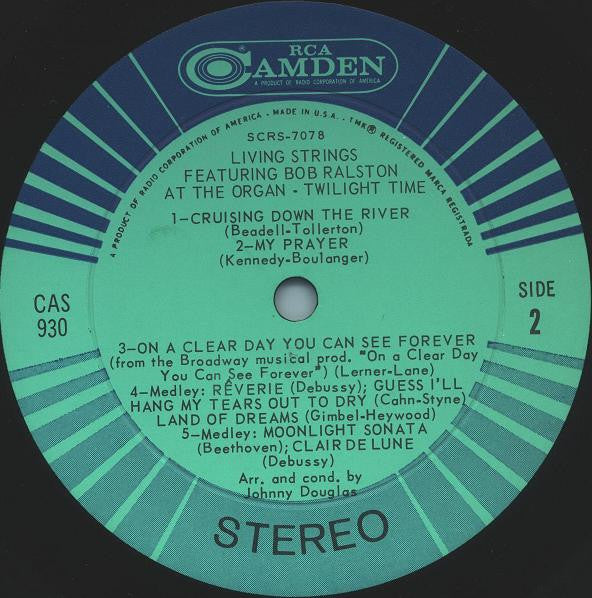 RCA
CAMDEN
A PRODUCT OF RADIO CORPORATION OF AMERICA
A PRODUCT OF RADIO CORPORATION OF AMERICA - MADE IN U.S.A. - TMK® REGISTERED MARCA REGISTRADA
SCRS-7078
LIVING STRINGS
FEATURING BOB RALSTON
AT THE ORGAN - TWILIGHT TIME
1—CRUISING DOWN THE RIVER
(Beadell-Tollerton)
2—MY PRAYER
(Kennedy-Boulanger)
CAS
930
SIDE
2
3—ON A CLEAR DAY YOU CAN SEE FOREVER
(from the Broadway musical prod. "On a Clear Day
You Can See Forever") (Lerner-Lane)
4—Medley: RÊVERIE (Debussy); GUESS I'LL
HANG MY TEARS OUT TO DRY (Cahn-Styne)
LAND OF DREAMS (Gimbel-Heywood)
5—Medley: MOONLIGHT SONATA
(Beethoven); CLAIR DE LUNE
(Debussy)
Arr. and cond. by
Johnny Douglas
STEREO